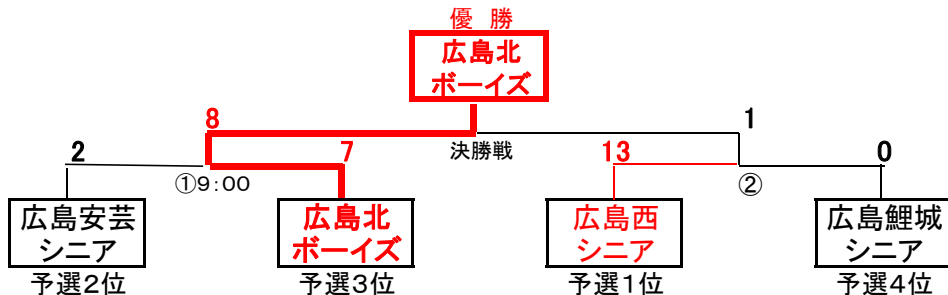 優 勝
広島北
ボーイズ
8
1
2
7
決勝戦
13
0
①9:00
②
広島安芸
シニア
広島北
ボーイズ
広島西
シニア
広島鯉城
シニア
予選2位
予選3位
予選1位
予選4位